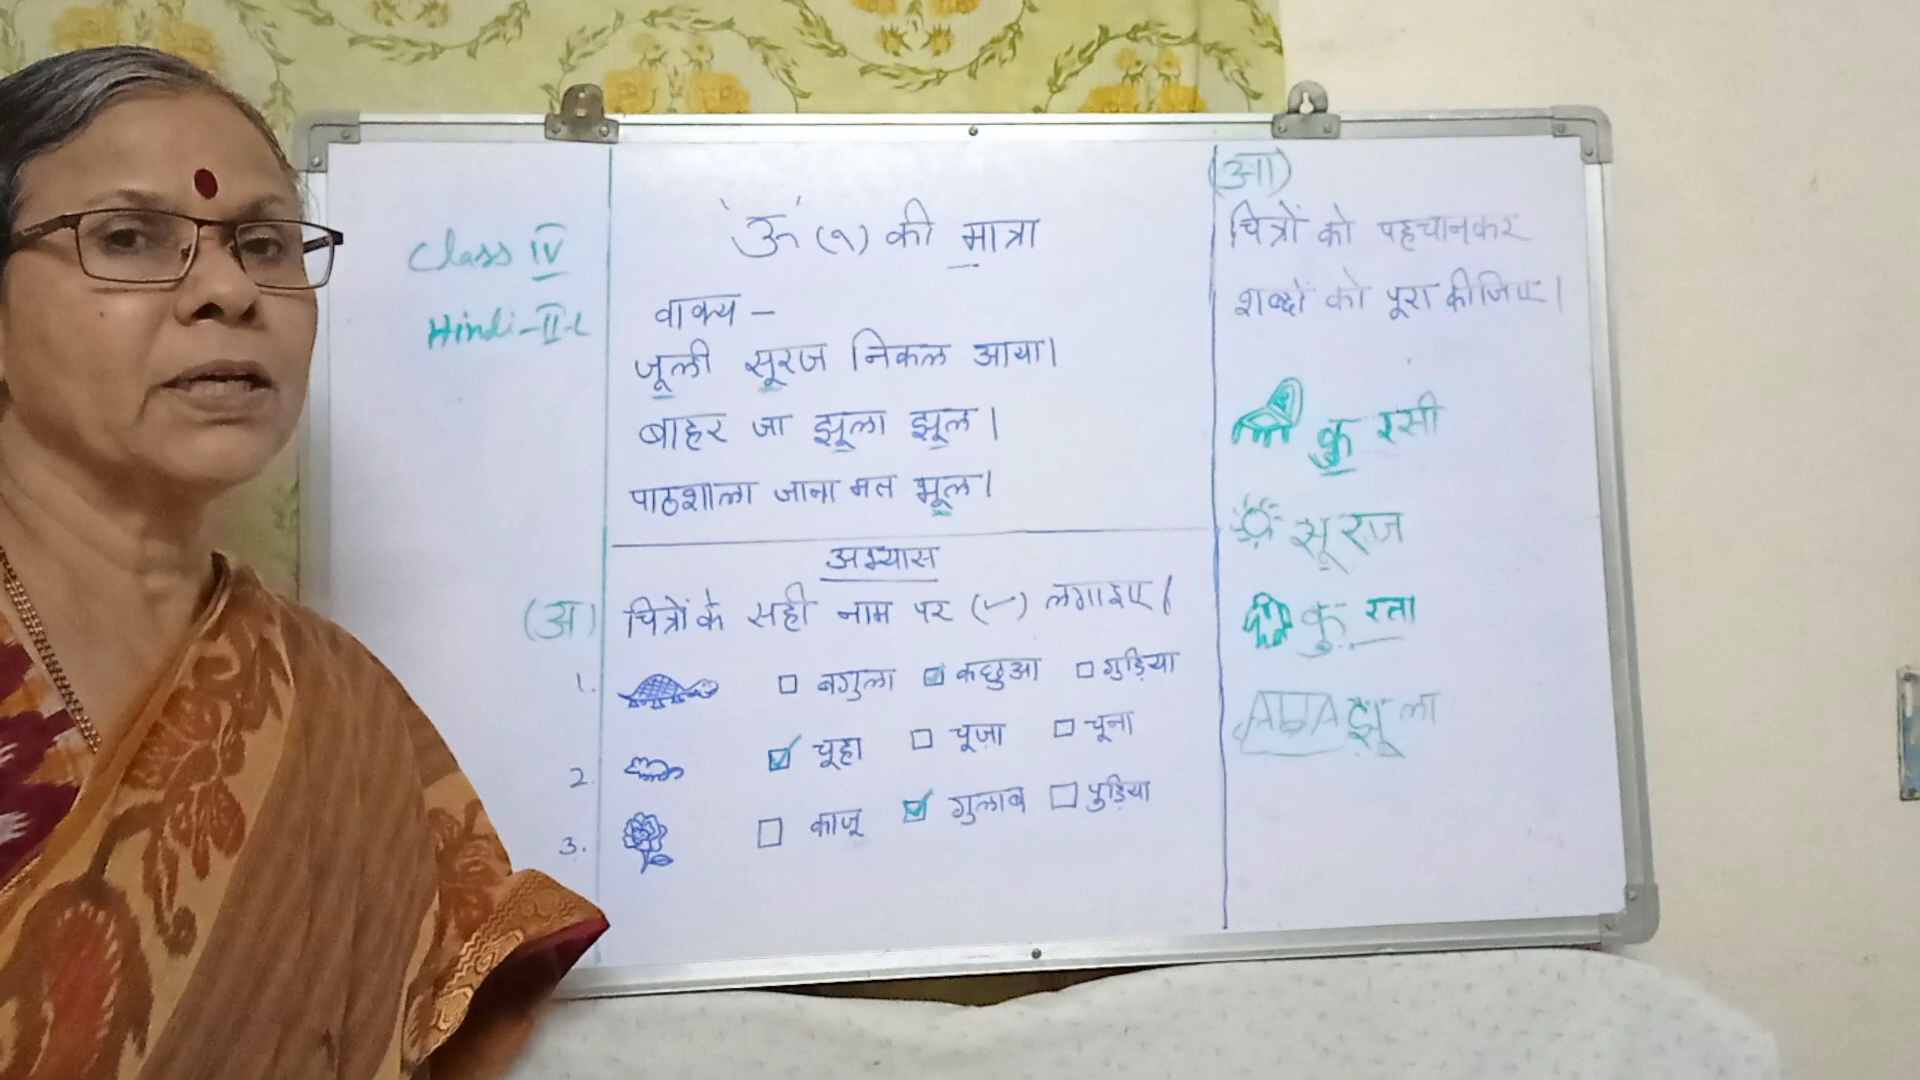 Class IV
Hindi-II-L
'ऊ' (ू) की मात्रा
वाक्य -
जूली सूरज निकल आया।
बाहर जा झूला झूल।
पाठशाला जाना मत भूल।
अभ्यास
(अ) चित्रों के सही नाम पर (✓) लगाइए।
1. ☐ बगुला ☑ कछुआ ☐ गुड़िया
2. ☑ चूहा ☐ चूजा ☐ चूना
3. ☐ काजू ☑ गुलाब ☐ पुड़िया
(आ)
चित्रों को पहचानकर
शब्दों को पूरा कीजिए।
कु रसी
सू रज
कु रता
झू ला